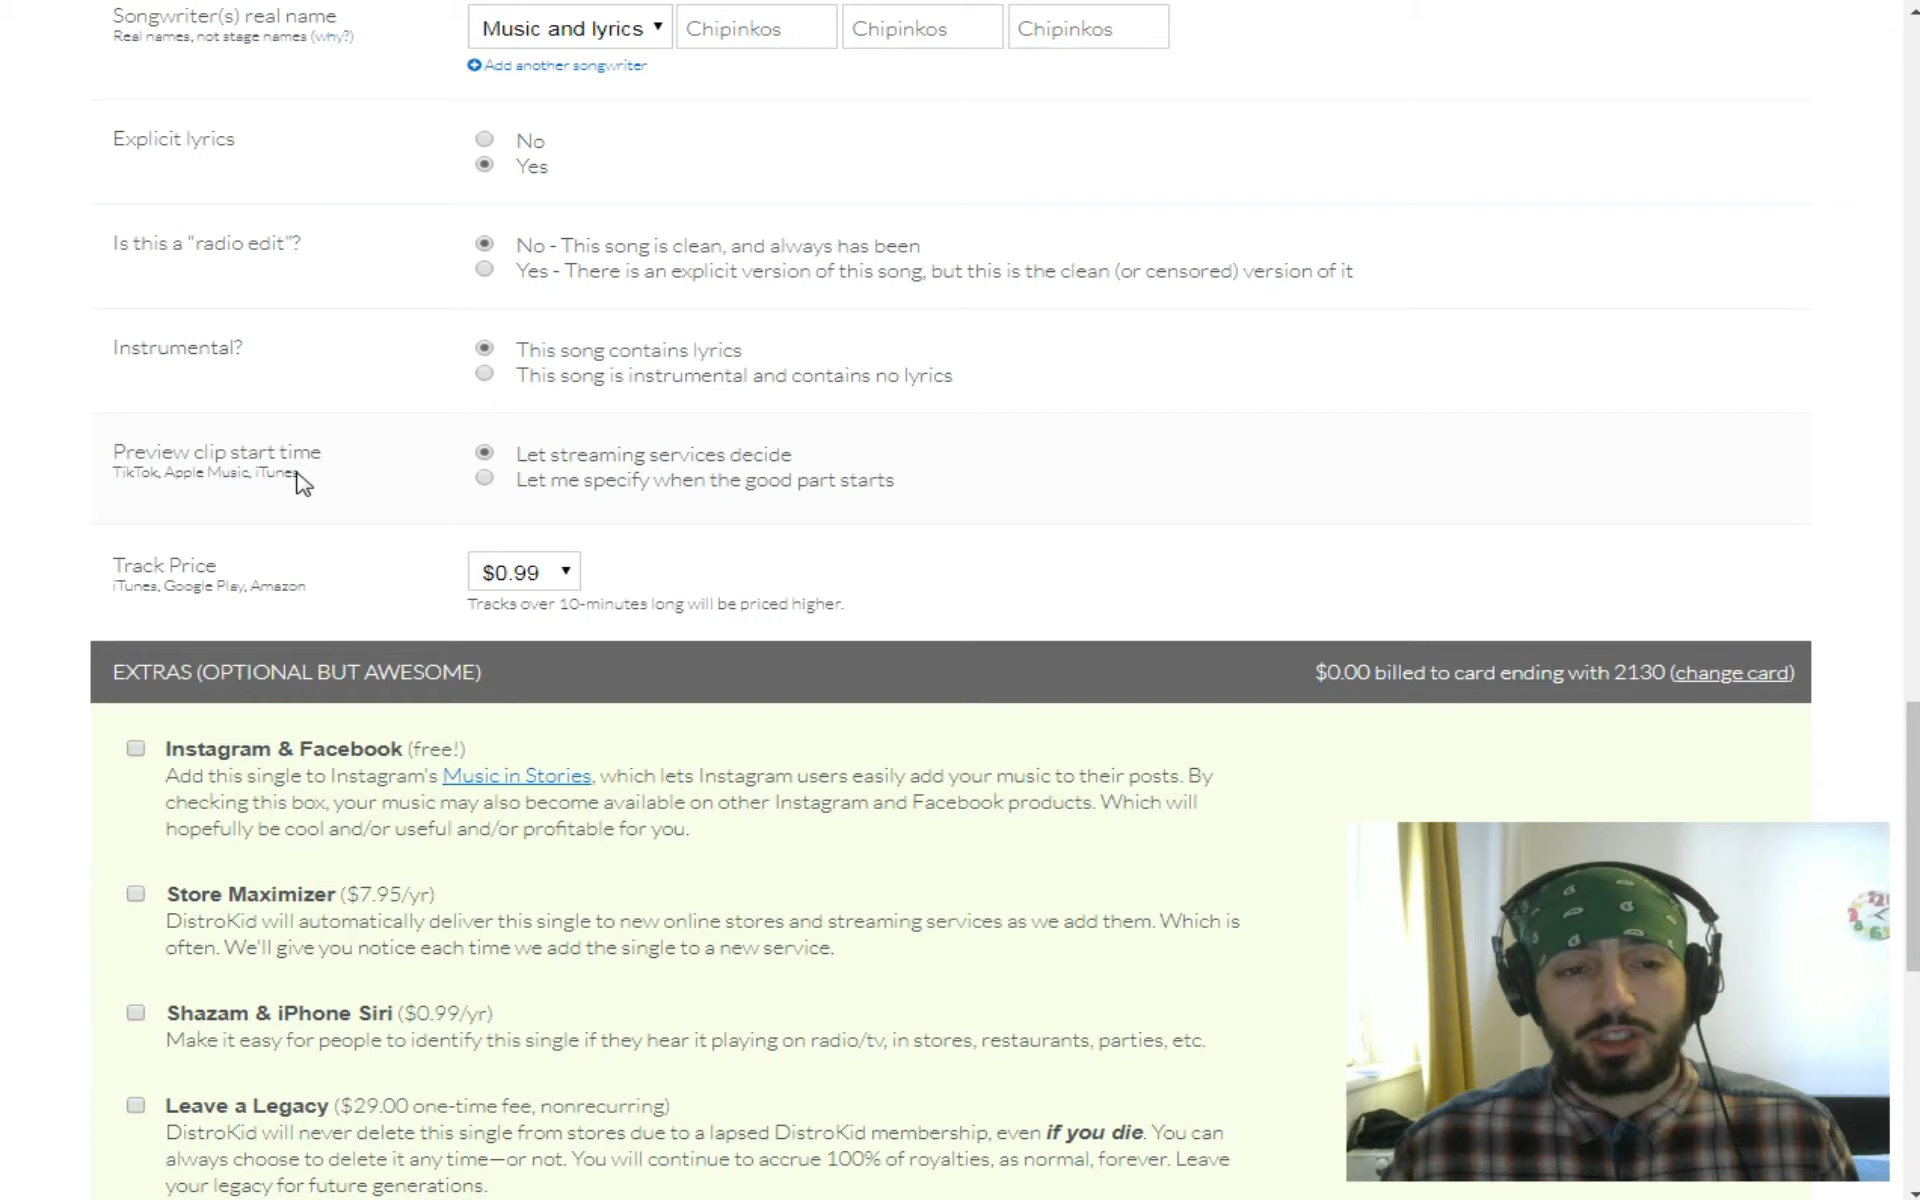 Songwriter(s) real name
Real names, not stage names (why?)
Music and lyrics ▼ Chipinkos Chipinkos Chipinkos
Add another songwriter
Explicit lyrics
No
Yes
Is this a "radio edit"?
No - This song is clean, and always has been
Yes - There is an explicit version of this song, but this is the clean (or censored) version of it
Instrumental?
This song contains lyrics
This song is instrumental and contains no lyrics
Preview clip start time
TikTok, Apple Music, iTunes
Let streaming services decide
Let me specify when the good part starts
Track Price
iTunes, Google Play, Amazon
$0.99 ▼
Tracks over 10-minutes long will be priced higher.
EXTRAS (OPTIONAL BUT AWESOME) $0.00 billed to card ending with 2130 (change card)
Instagram & Facebook (free!)
Add this single to Instagram's Music in Stories, which lets Instagram users easily add your music to their posts. By
checking this box, your music may also become available on other Instagram and Facebook products. Which will
hopefully be cool and/or useful and/or profitable for you.
Store Maximizer ($7.95/yr)
DistroKid will automatically deliver this single to new online stores and streaming services as we add them. Which is
often. We'll give you notice each time we add the single to a new service.
Shazam & iPhone Siri ($0.99/yr)
Make it easy for people to identify this single if they hear it playing on radio/tv, in stores, restaurants, parties, etc.
Leave a Legacy ($29.00 one-time fee, nonrecurring)
DistroKid will never delete this single from stores due to a lapsed DistroKid membership, even if you die. You can
always choose to delete it any time—or not. You will continue to accrue 100% of royalties, as normal, forever. Leave
your legacy for future generations.